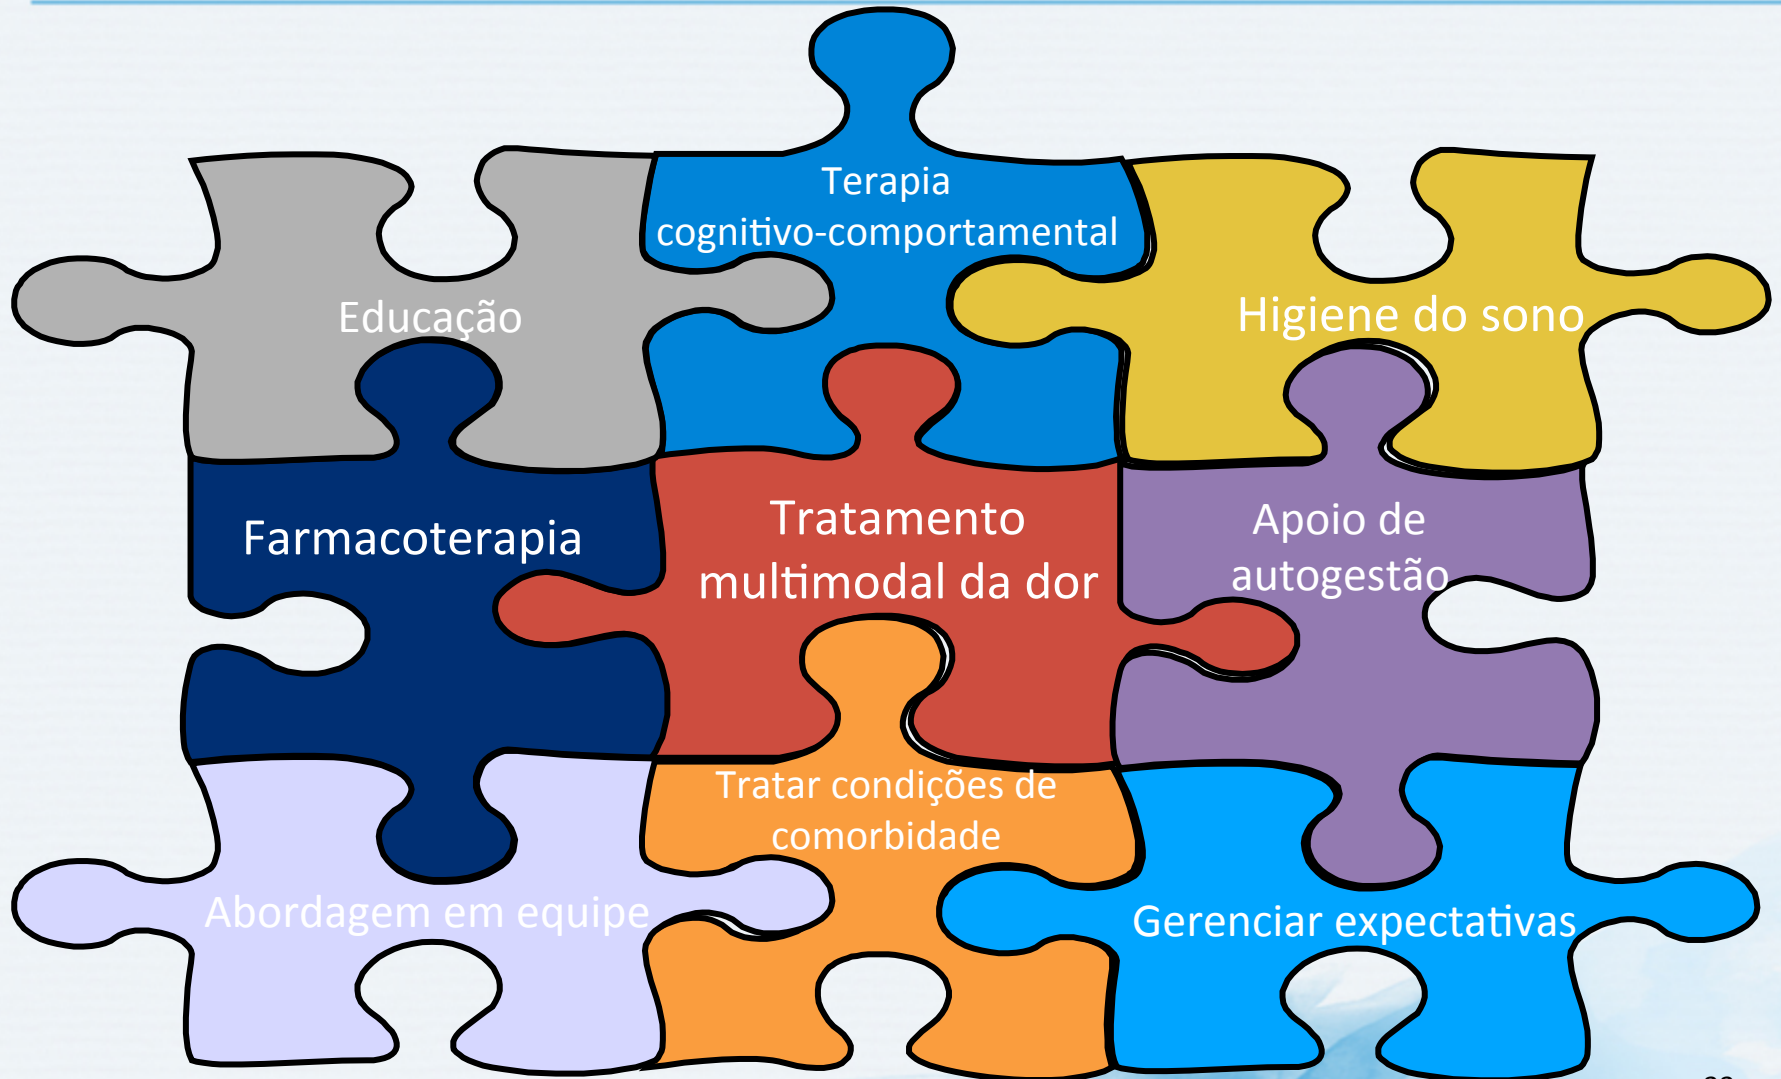 Terapia
cognitivo-comportamental
Educação
Higiene do sono
Farmacoterapia
Tratamento
multimodal da dor
Apoio de
autogestão
Tratar condições de
comorbidade
Abordagem em equipe
Gerenciar expectativas